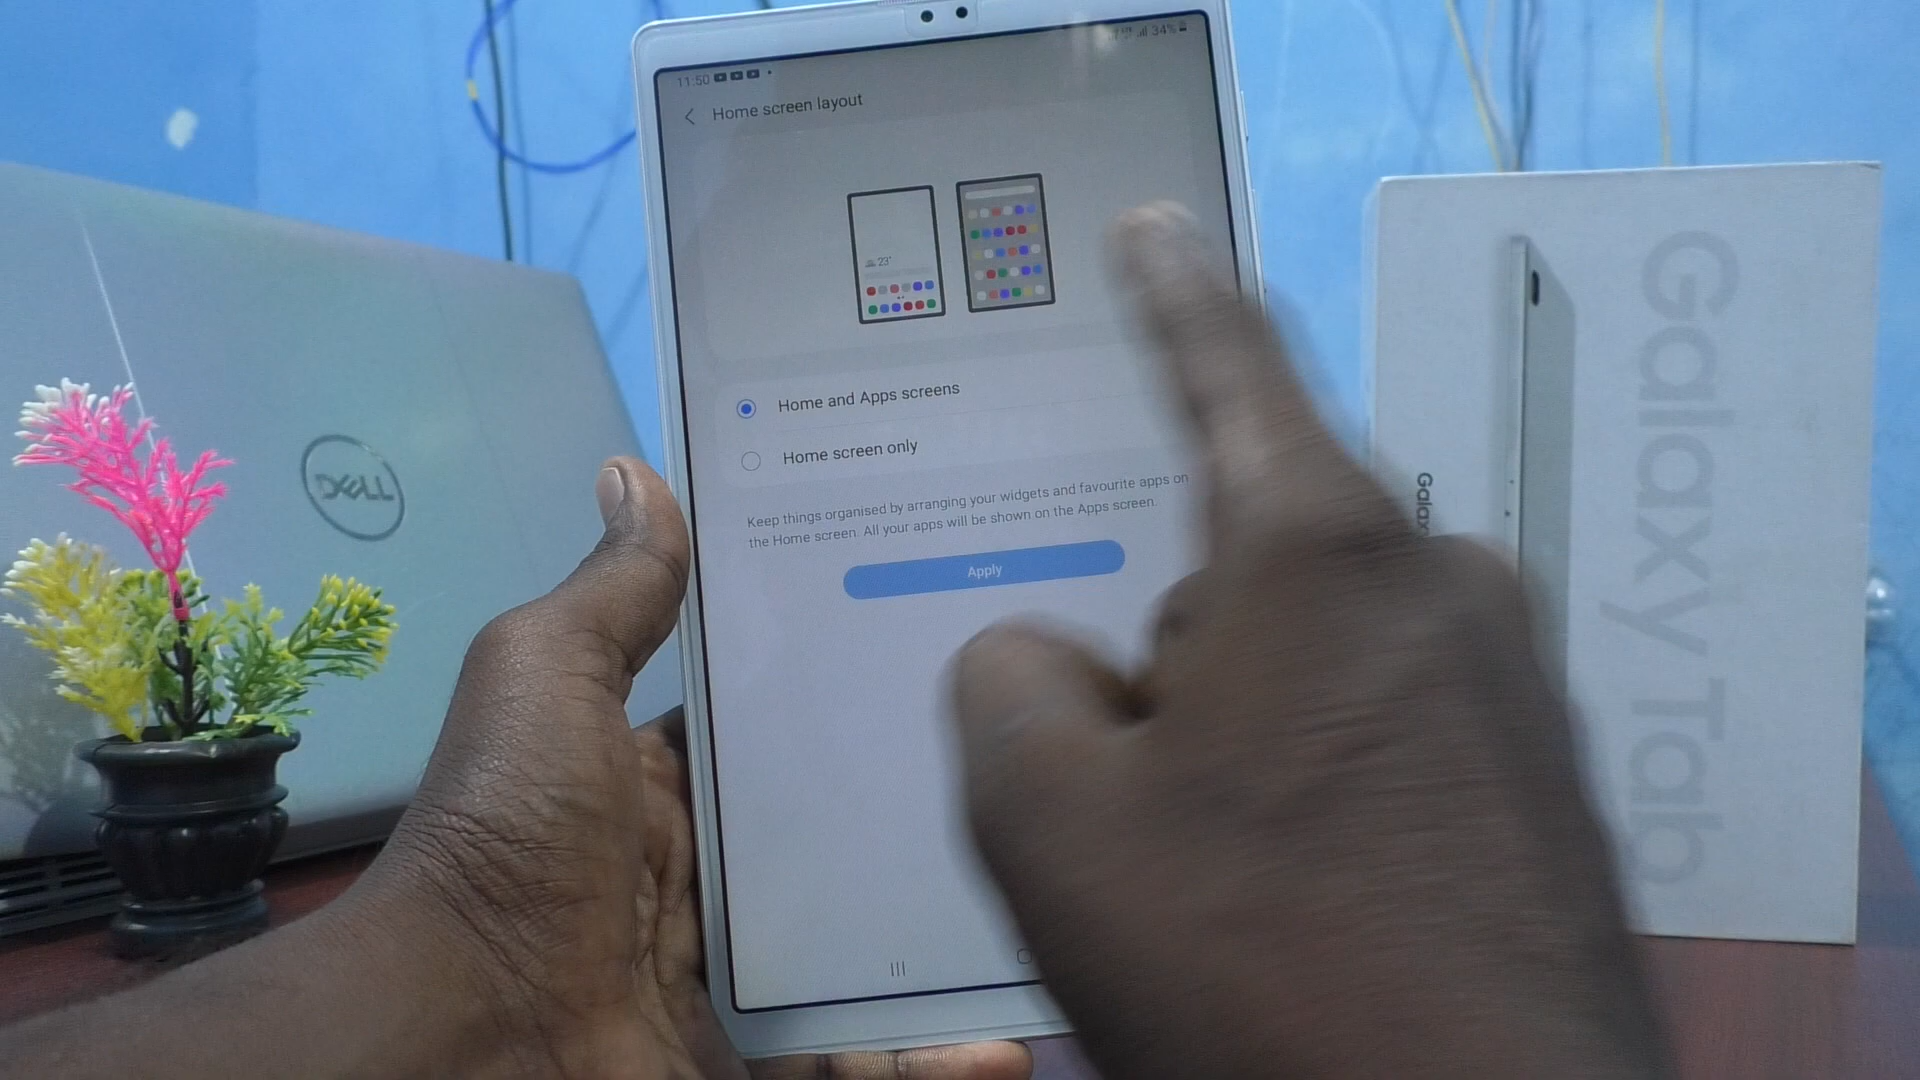 11:50
34%
Home screen layout
23°
Home and Apps screens
Home screen only
Keep things organised by arranging your widgets and favourite apps on
the Home screen. All your apps will be shown on the Apps screen.
Apply
DELL
Galaxy Tab